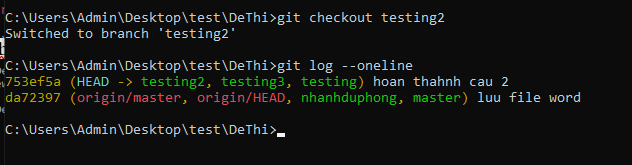 C:\Users\Admin\Desktop\test\DeThi>git checkout testing2
Switched to branch 'testing2'
C:\Users\Admin\Desktop\test\DeThi>git log --oneline
753ef5a (HEAD -> testing2, testing3, testing) hoan thahnh cau 2
da72397 (origin/master, origin/HEAD, nhanhduphong, master) luu file word
C:\Users\Admin\Desktop\test\DeThi>